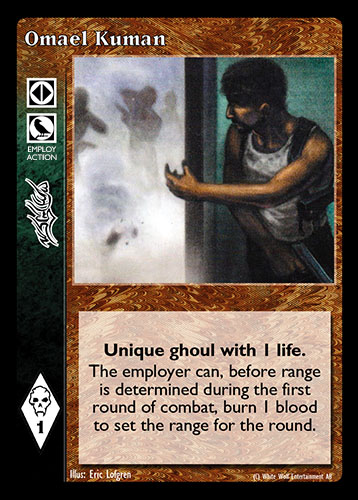 Omael Kuman
EMPLOY
ACTION
Unique ghoul with 1 life.
The employer can, before range
is determined during the first
round of combat, burn 1 blood
to set the range for the round.
1
Illus: Eric Lofgren
(C) White Wolf Entertainment AB